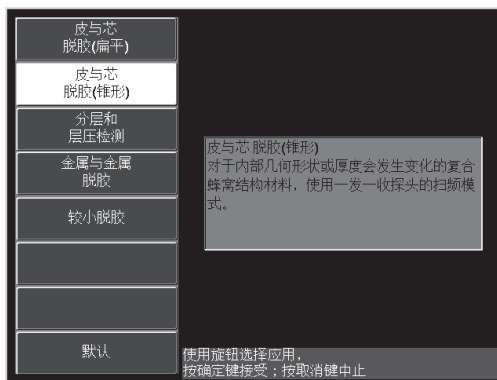 皮与芯
脱胶(扁平)
皮与芯
脱胶(锥形)
分层和
层压检测
金属与金属
脱胶
较小脱胶
默认
皮与芯 脱胶(锥形)
对于内部几何形状或厚度会发生变化的复合
蜂窝结构材料，使用一发一收探头的扫频模
式。
使用旋钮选择应用，
按确定键接受；按取消键中止